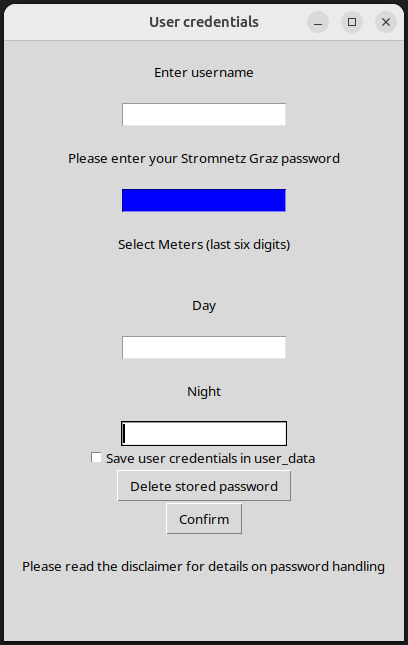 User credentials
Enter username
Please enter your Stromnetz Graz password
Select Meters (last six digits)
Day
Night
Save user credentials in user_data
Delete stored password
Confirm
Please read the disclaimer for details on password handling